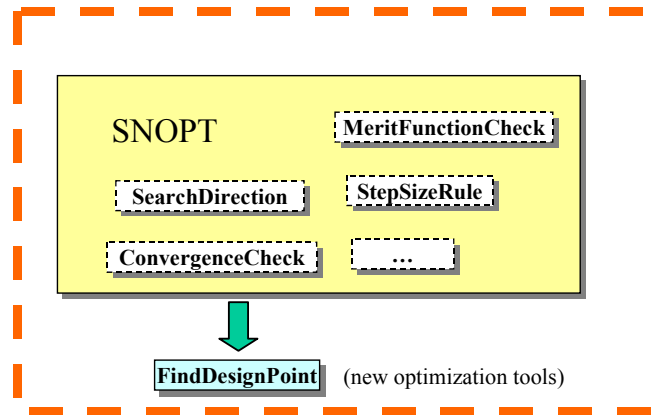 SNOPT
MeritFunctionCheck
SearchDirection
StepSizeRule
ConvergenceCheck
...
FindDesignPoint
(new optimization tools)